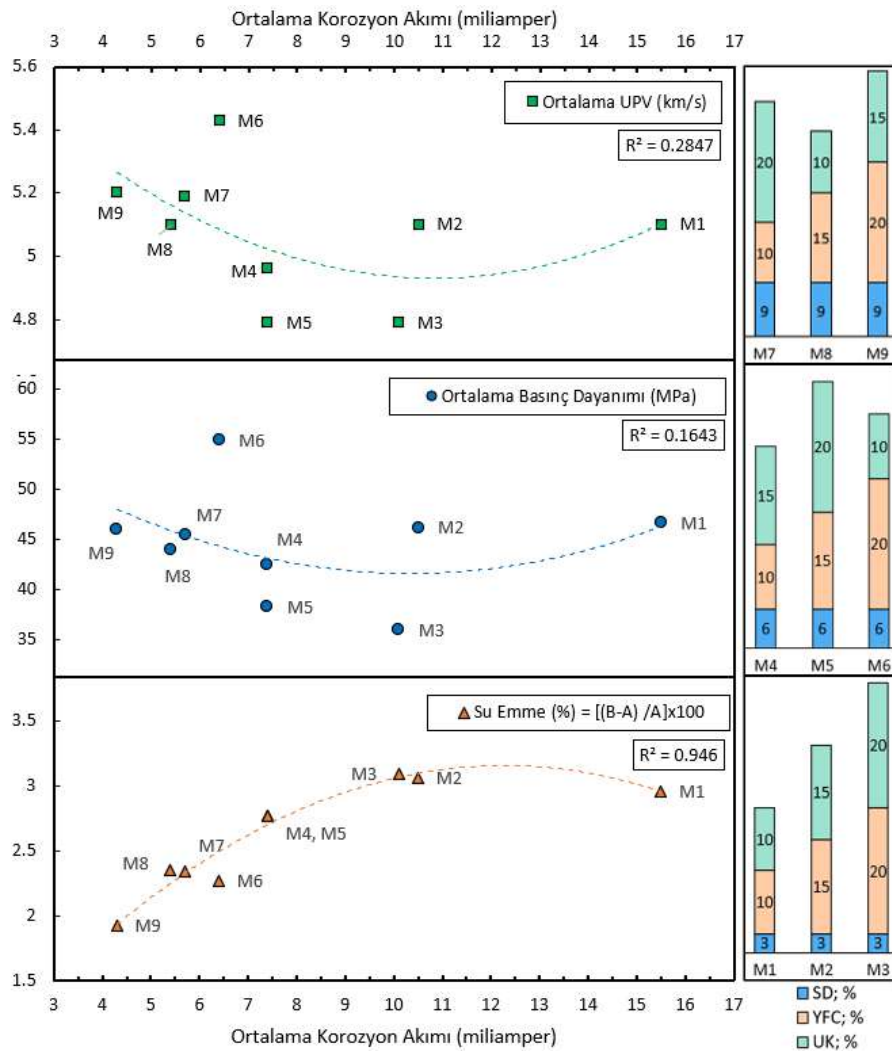 Ortalama Korozyon Akımı (miliamper)
3 4 5 6 7 8 9 10 11 12 13 14 15 16 17
5.6
5.4
5.2
5
4.8
Ortalama UPV (km/s)
R² = 0.2847
M6
M7
M9
M8
M2
M1
M4
M5
M3
20
10
9
M7
10
15
9
M8
15
20
9
M9
60
55
50
45
40
35
Ortalama Basınç Dayanımı (MPa)
R² = 0.1643
M6
M7
M9
M8
M4
M2
M1
M5
M3
15
10
6
M4
20
15
6
M5
10
20
6
M6
3.5
3
2.5
2
1.5
Su Emme (%) = [(B-A) /A]x100
R² = 0.946
M3
M2
M1
M4, M5
M8
M7
M6
M9
10
10
3
M1
15
15
3
M2
20
20
3
M3
3 4 5 6 7 8 9 10 11 12 13 14 15 16 17
Ortalama Korozyon Akımı (miliamper)
SD; %
YFC; %
UK; %